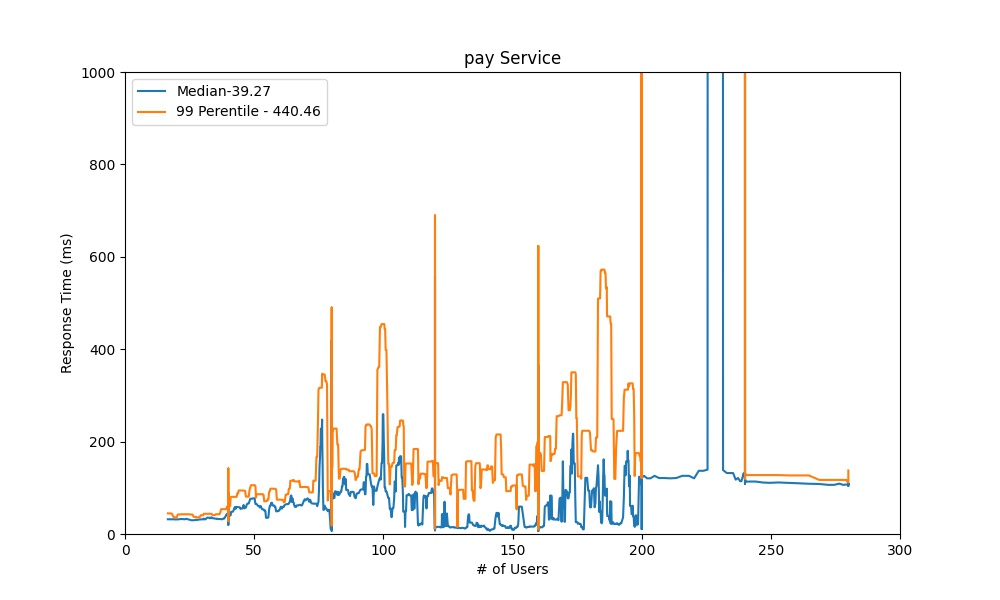 pay Service
Median-39.27
99 Perentile - 440.46
Response Time (ms)
1000
800
600
400
200
0
0 50 100 150 200 250 300
# of Users